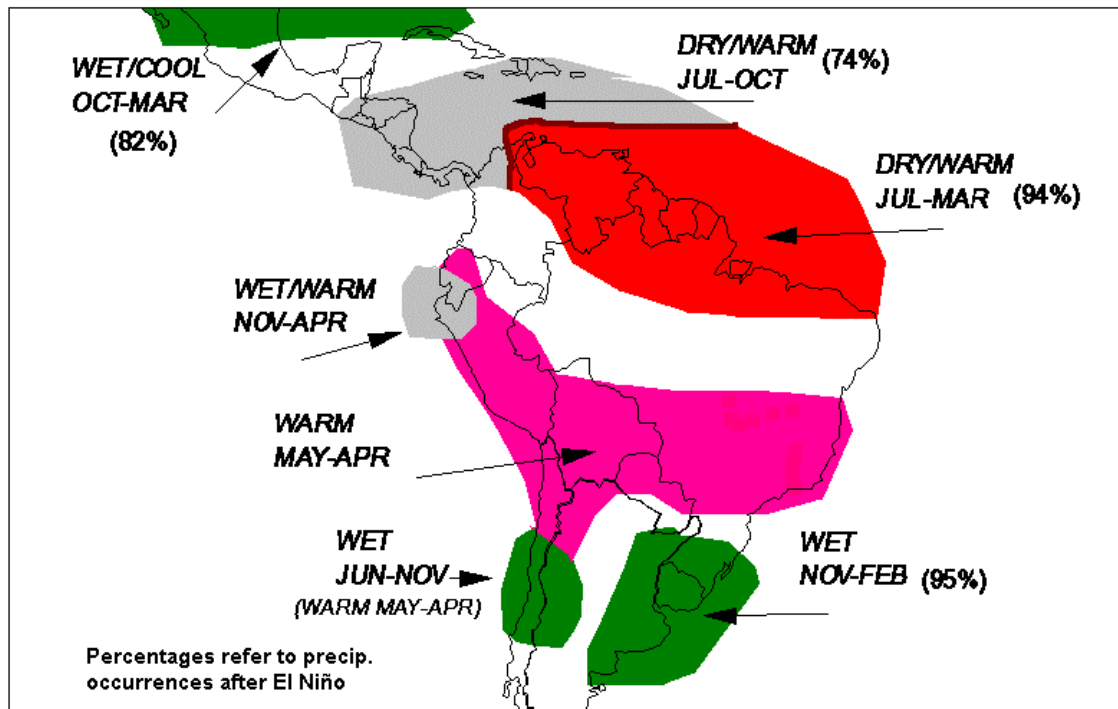 WET/COOL
OCT-MAR
(82%)
DRY/WARM (74%)
JUL-OCT
DRY/WARM
JUL-MAR (94%)
WET/WARM
NOV-APR
WARM
MAY-APR
WET
JUN-NOV
(WARM MAY-APR)
WET
NOV-FEB (95%)
Percentages refer to precip.
occurrences after El Niño